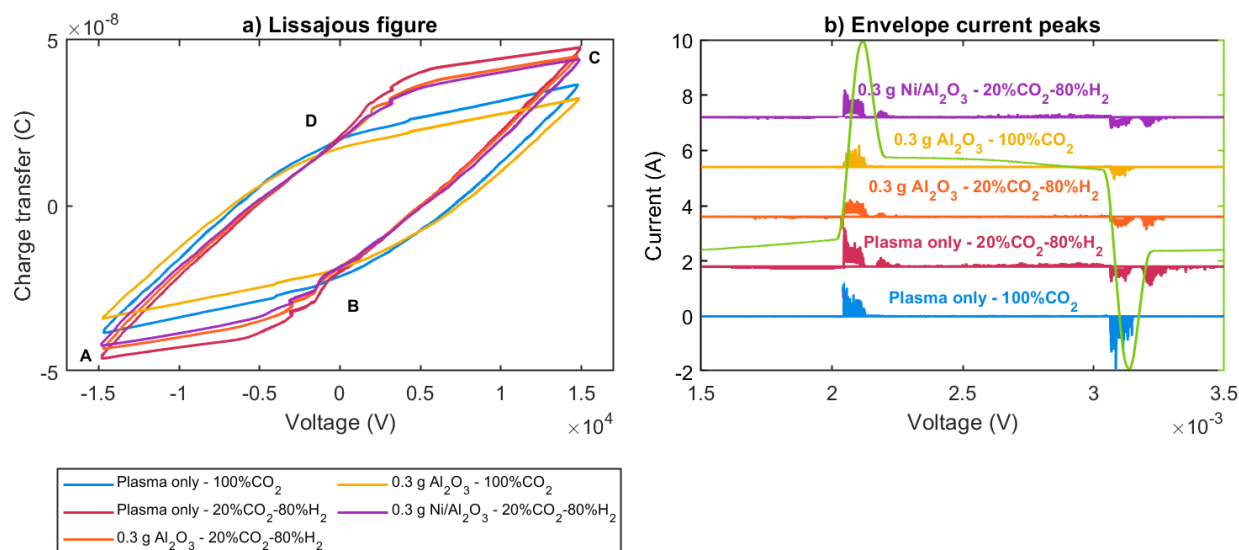 a) Lissajous figure
×10⁻⁸
5
0
-5
Charge transfer (C)
A
B
C
D
-1.5
-1
-0.5
0
0.5
1
1.5
Voltage (V)
×10⁴
b) Envelope current peaks
10
8
6
4
2
0
-2
Current (A)
0.3 g Ni/Al₂O₃ - 20%CO₂-80%H₂
0.3 g Al₂O₃ - 100%CO₂
0.3 g Al₂O₃ - 20%CO₂-80%H₂
Plasma only - 20%CO₂-80%H₂
Plasma only - 100%CO₂
1.5
2
2.5
3
3.5
Voltage (V)
×10⁻³
Plasma only - 100%CO₂
Plasma only - 20%CO₂-80%H₂
0.3 g Al₂O₃ - 20%CO₂-80%H₂
0.3 g Al₂O₃ - 100%CO₂
0.3 g Ni/Al₂O₃ - 20%CO₂-80%H₂